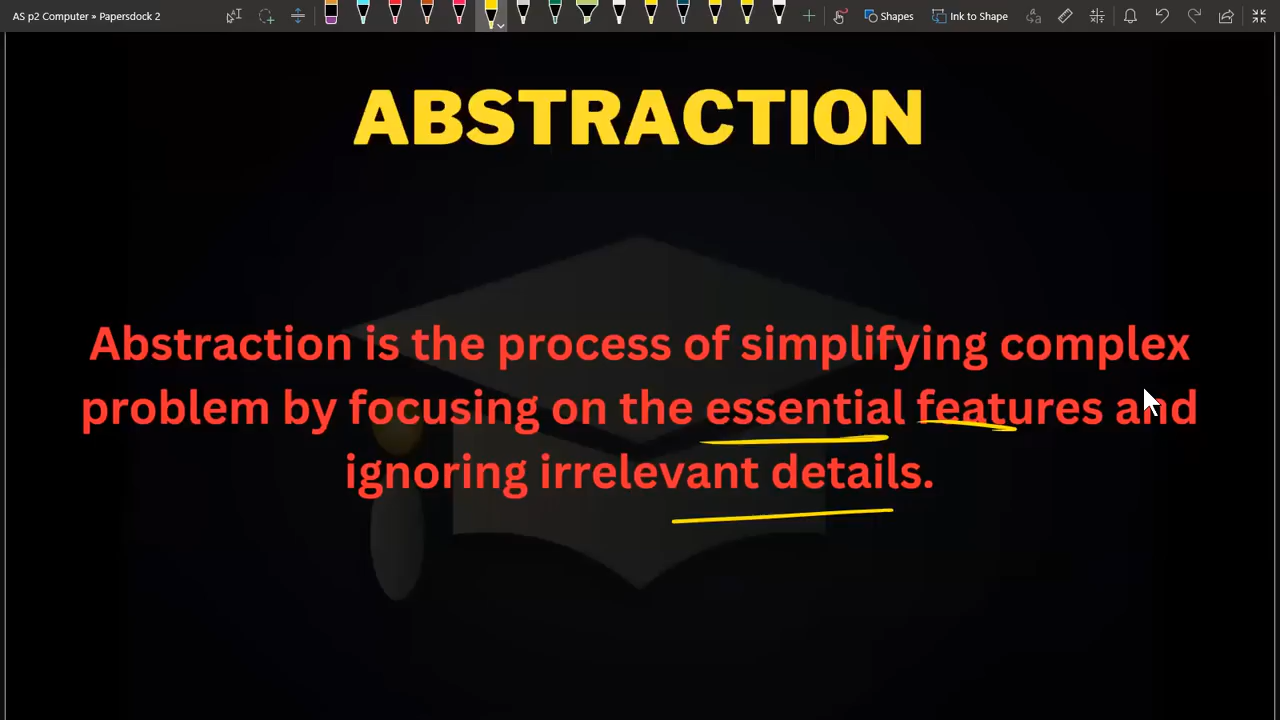 AS p2 Computer » Papersdock 2
Shapes
Ink to Shape
ABSTRACTION
Abstraction is the process of simplifying complex
problem by focusing on the essential features and
ignoring irrelevant details.